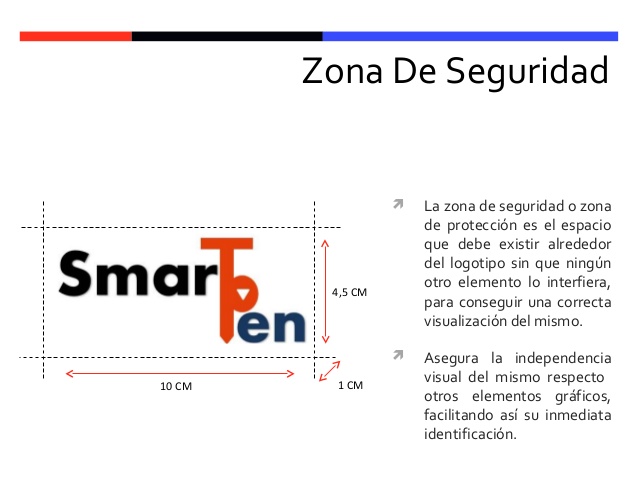 Zona De Seguridad
SmarT
Pen
4,5 CM
10 CM
1 CM
La zona de seguridad o zona
de protección es el espacio
que debe existir alrededor
del logotipo sin que ningún
otro elemento lo interfiera,
para conseguir una correcta
visualización del mismo.
Asegura la independencia
visual del mismo respecto
otros elementos gráficos,
facilitando así su inmediata
identificación.